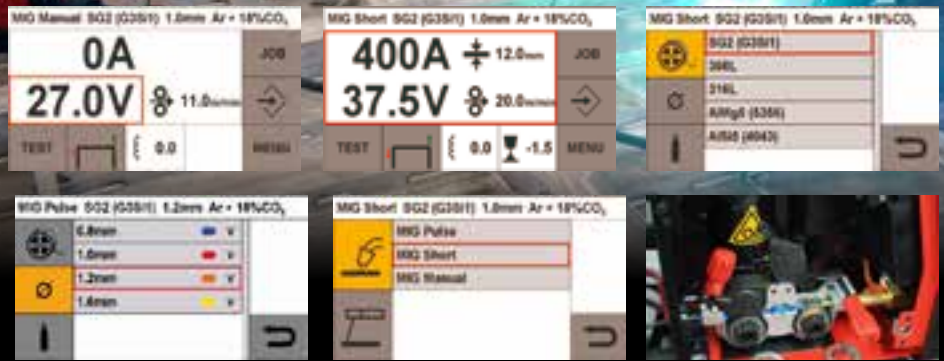 MIG Manual SG2 (G3Si1) 1.0mm Ar + 18%CO₂
0A
JOB
27.0V 11.0m/min
TEST 0.0 MENU
MIG Short SG2 (G3Si1) 1.0mm Ar + 18%CO₂
400A 12.0mm JOB
37.5V 20.0m/min
TEST 0.0 -1.5 MENU
MIG Short SG2 (G3Si1) 1.0mm Ar + 18%CO₂
SG2 (G3Si1)
308L
316L
AlMg5 (5356)
AlSi5 (4043)
MIG Pulse SG2 (G3Si1) 1.2mm Ar + 18%CO₂
0.8mm V
1.0mm V
1.2mm V
1.6mm V
MIG Short SG2 (G3Si1) 1.0mm Ar + 18%CO₂
MIG Pulse
MIG Short
MIG Manual